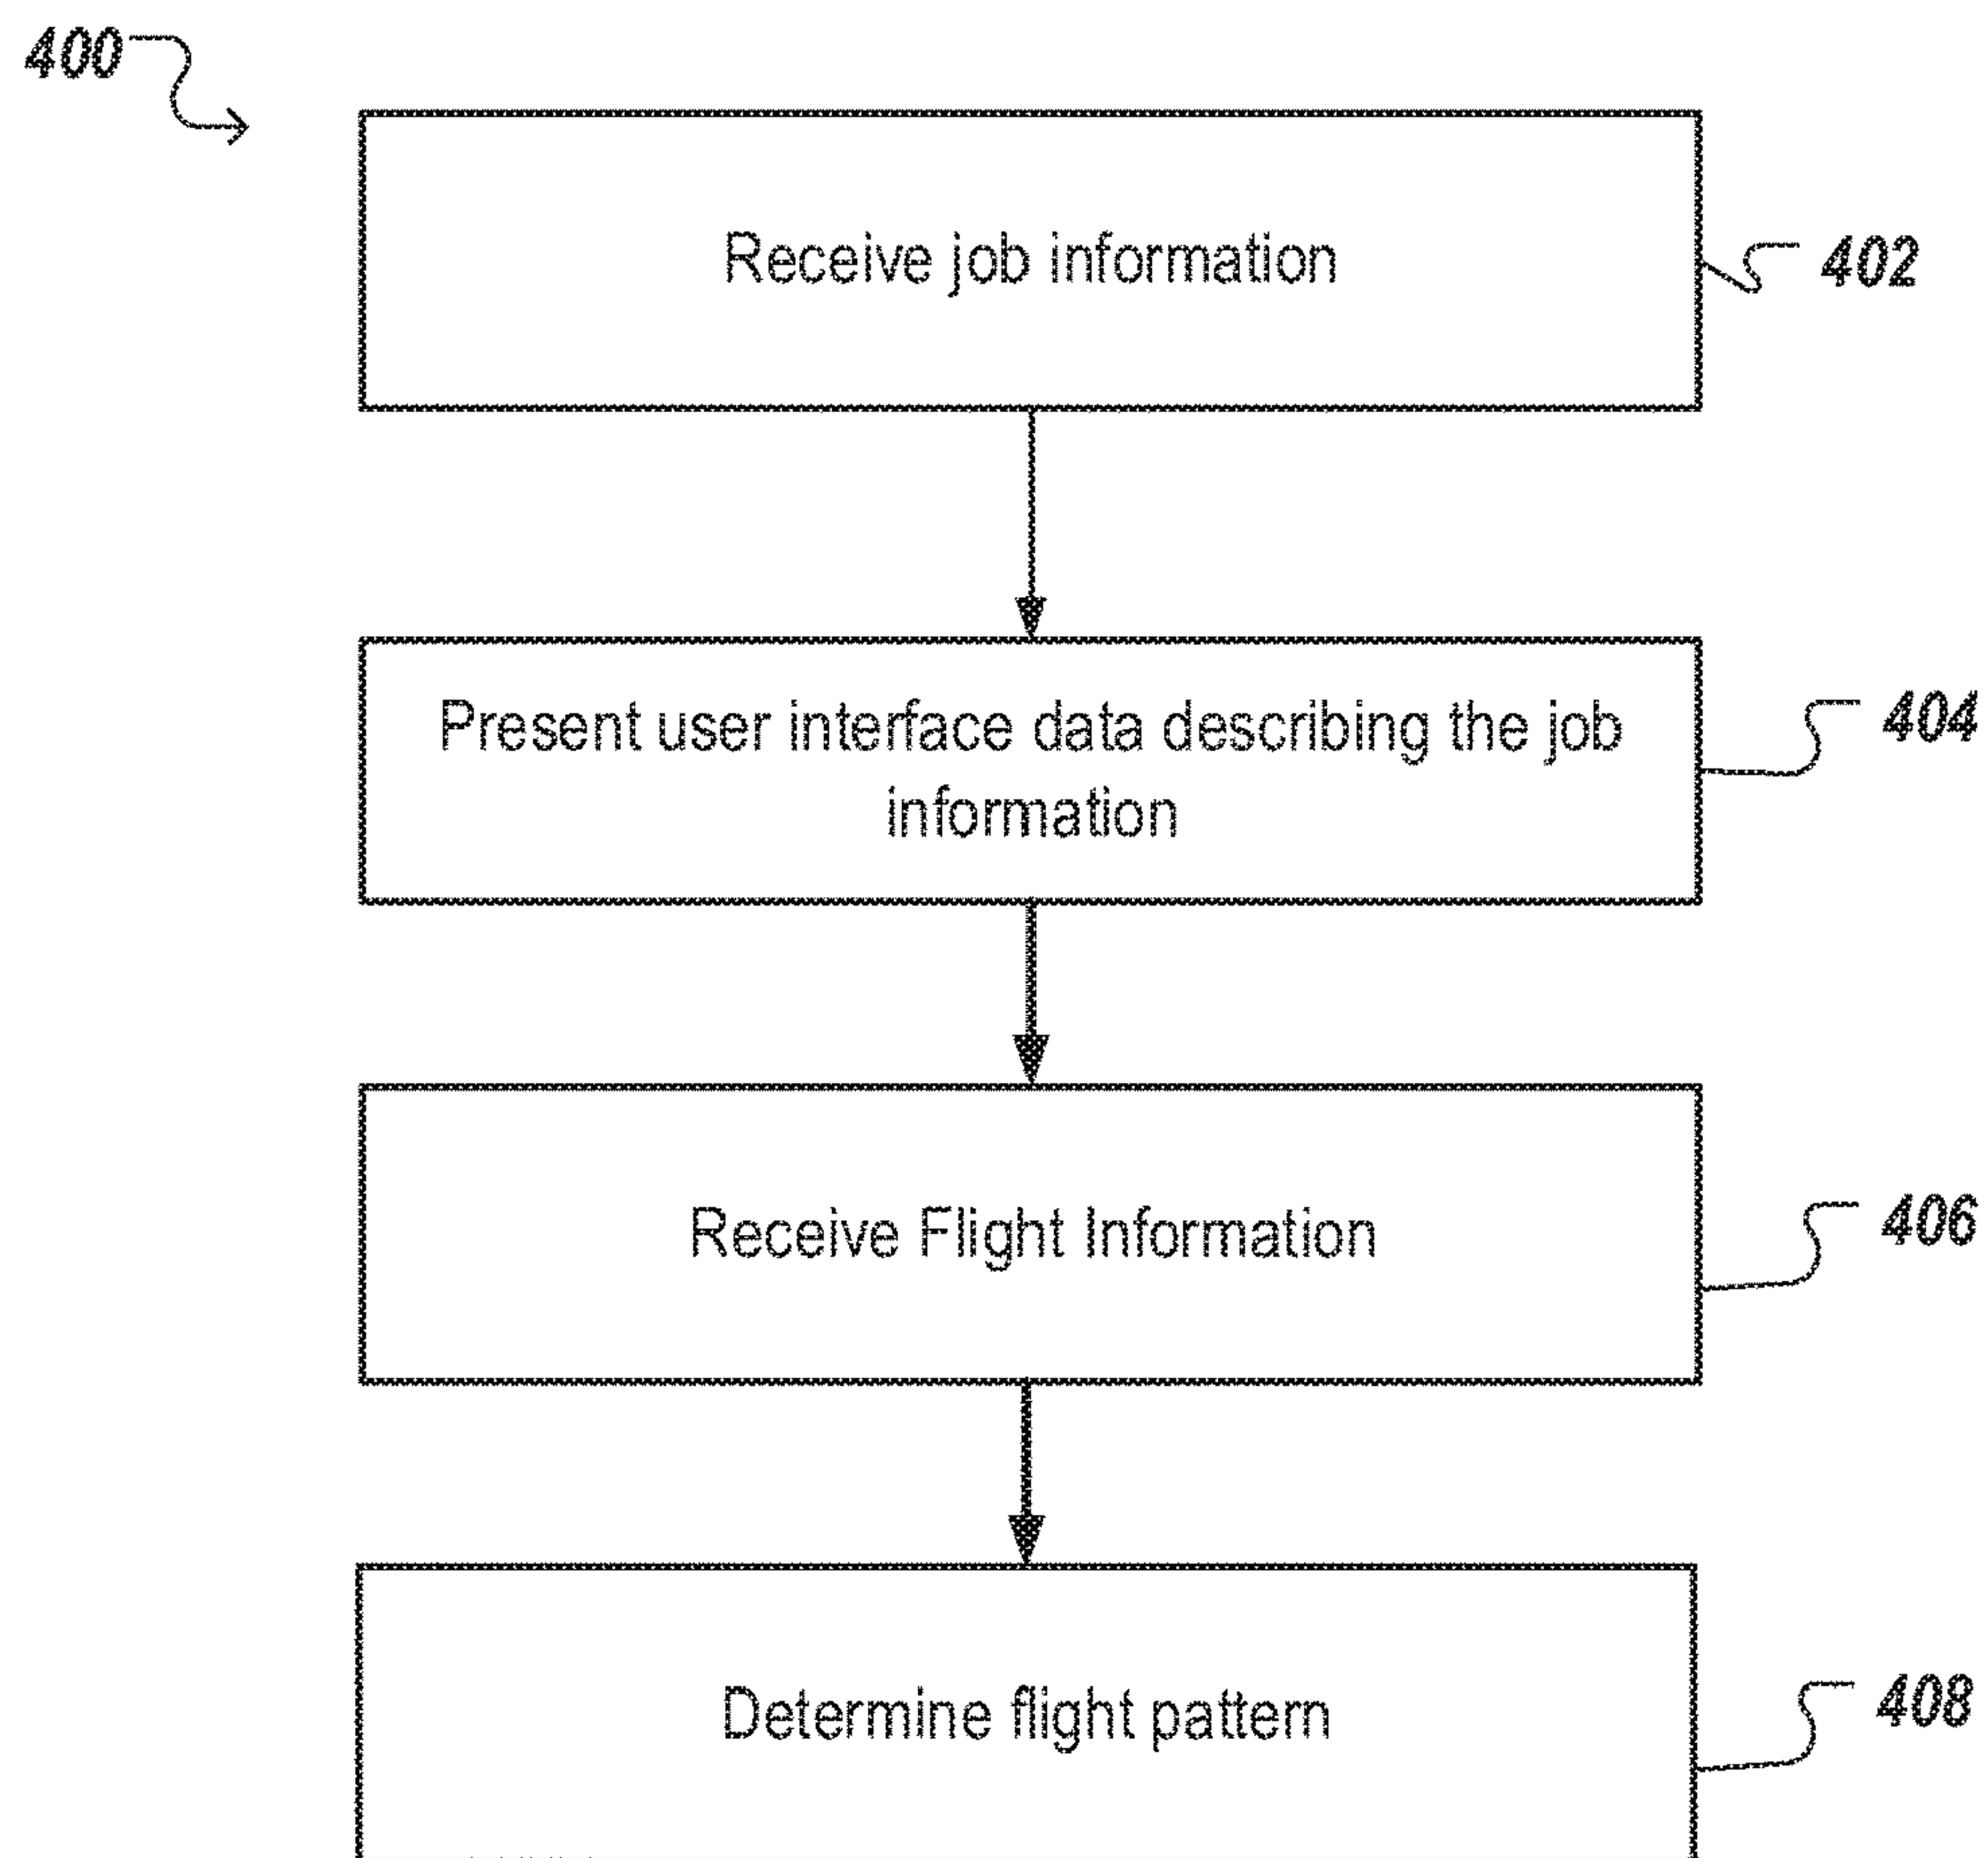 400
Receive job information
402
Present user interface data describing the job
information
404
Receive Flight Information
406
Determine flight pattern
408